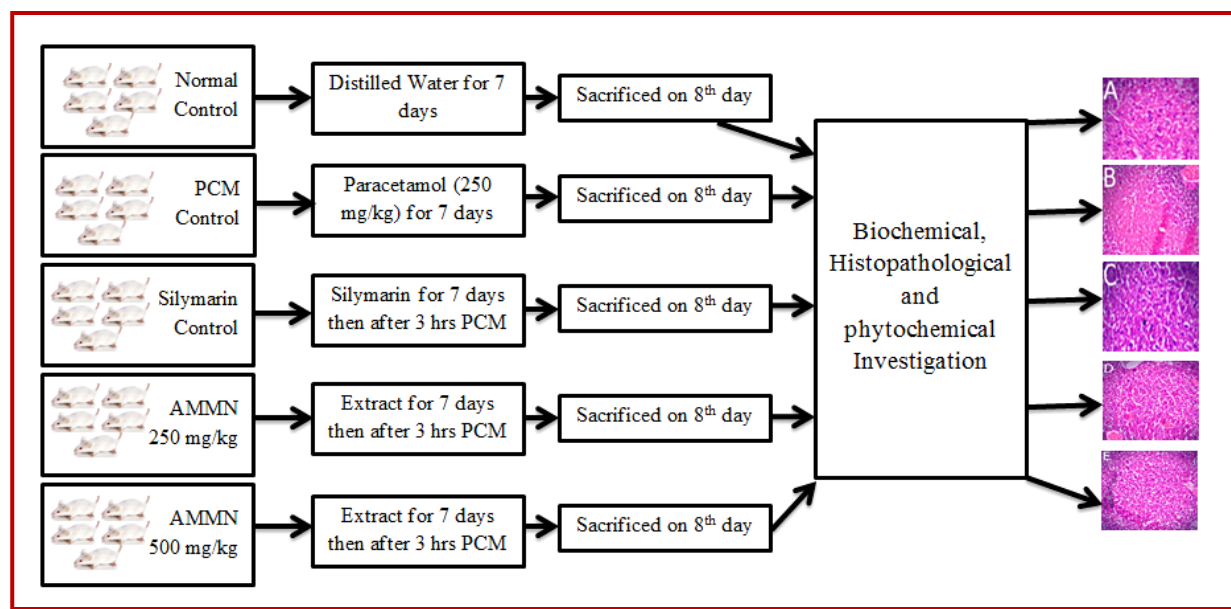 Normal
Control
Distilled Water for 7
days
Sacrificed on 8th day
PCM
Control
Paracetamol (250
mg/kg) for 7 days
Sacrificed on 8th day
Silymarin
Control
Silymarin for 7 days
then after 3 hrs PCM
Sacrificed on 8th day
AMMN
250 mg/kg
Extract for 7 days
then after 3 hrs PCM
Sacrificed on 8th day
AMMN
500 mg/kg
Extract for 7 days
then after 3 hrs PCM
Sacrificed on 8th day
Biochemical,
Histopathological
and
phytochemical
Investigation
A
B
C
D
E